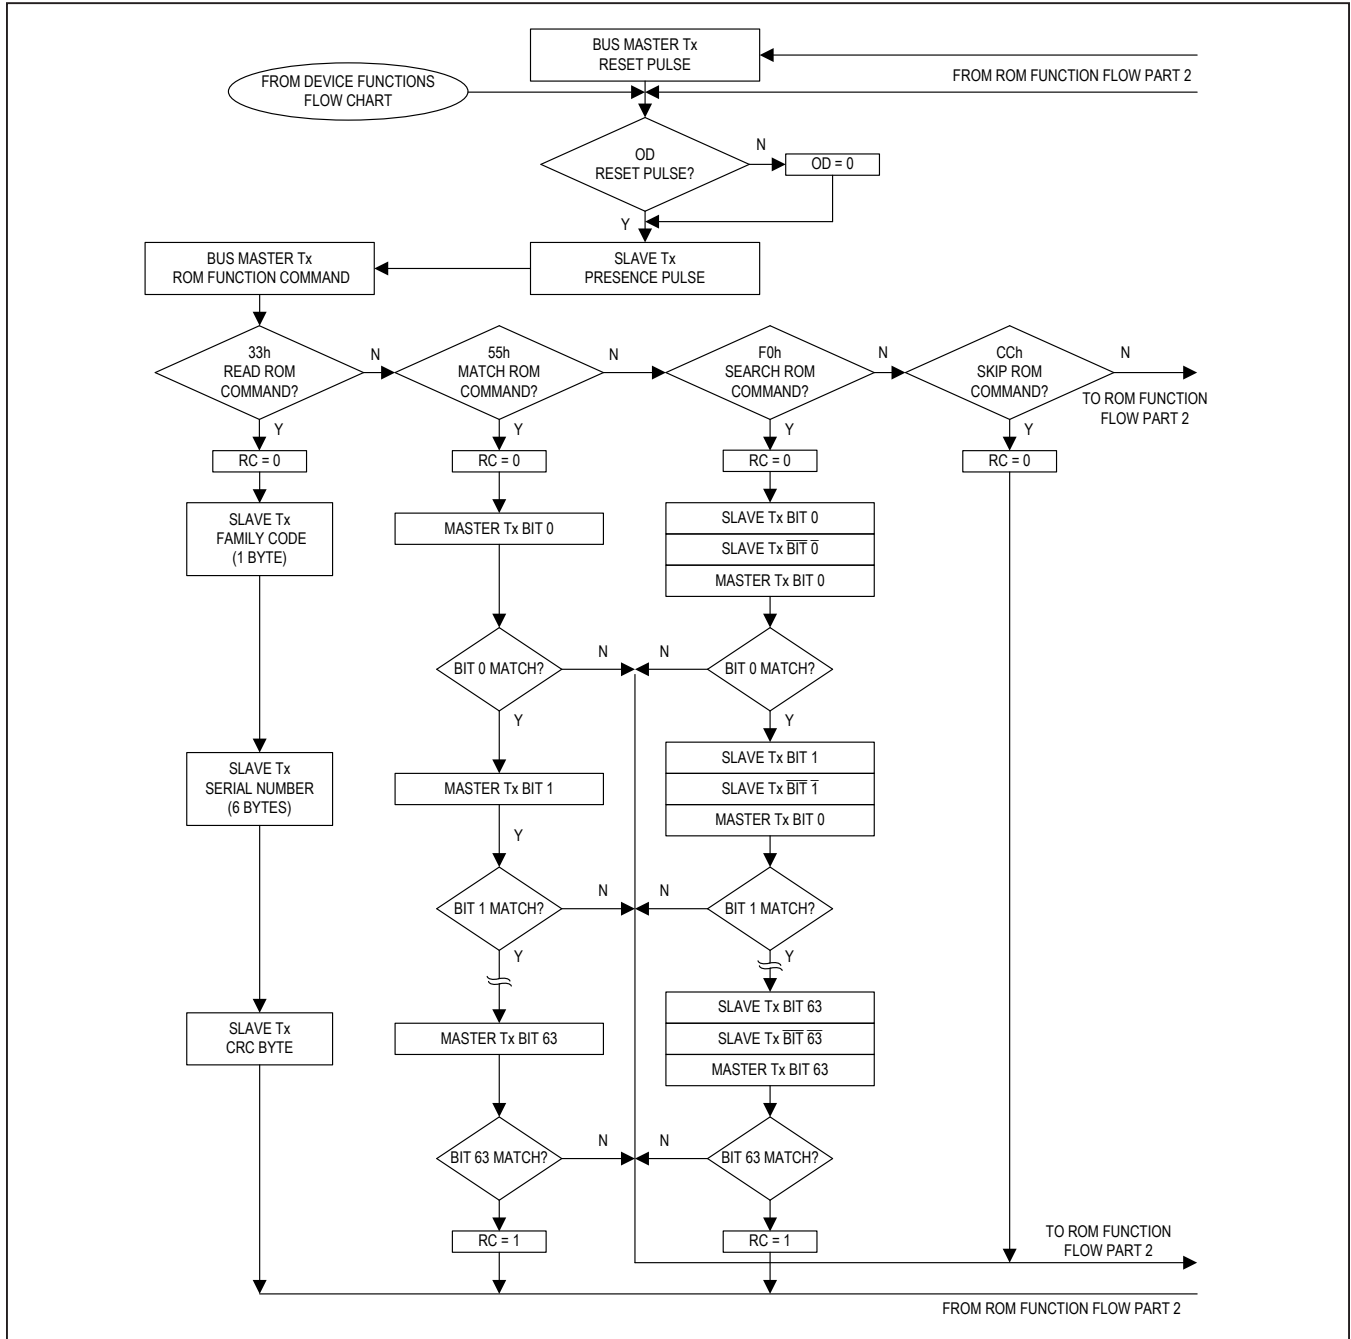 BUS MASTER Tx
RESET PULSE
FROM ROM FUNCTION FLOW PART 2
FROM DEVICE FUNCTIONS
FLOW CHART
OD
RESET PULSE?
N
OD = 0
Y
BUS MASTER Tx
ROM FUNCTION COMMAND
SLAVE Tx
PRESENCE PULSE
33h
READ ROM
COMMAND?
N
55h
MATCH ROM
COMMAND?
N
F0h
SEARCH ROM
COMMAND?
N
CCh
SKIP ROM
COMMAND?
N
TO ROM FUNCTION
FLOW PART 2
Y
Y
Y
Y
RC = 0
RC = 0
RC = 0
RC = 0
SLAVE Tx
FAMILY CODE
(1 BYTE)
MASTER Tx BIT 0
SLAVE Tx BIT 0
SLAVE Tx B̅I̅T̅ 0̅
MASTER Tx BIT 0
BIT 0 MATCH?
N
N
BIT 0 MATCH?
Y
Y
SLAVE Tx
SERIAL NUMBER
(6 BYTES)
MASTER Tx BIT 1
SLAVE Tx BIT 1
SLAVE Tx B̅I̅T̅ 1̅
MASTER Tx BIT 0
Y
BIT 1 MATCH?
N
N
BIT 1 MATCH?
Y
Y
SLAVE Tx
CRC BYTE
MASTER Tx BIT 63
SLAVE Tx BIT 63
SLAVE Tx B̅I̅T̅ 6̅3̅
MASTER Tx BIT 63
BIT 63 MATCH?
N
N
BIT 63 MATCH?
RC = 1
RC = 1
TO ROM FUNCTION
FLOW PART 2
FROM ROM FUNCTION FLOW PART 2